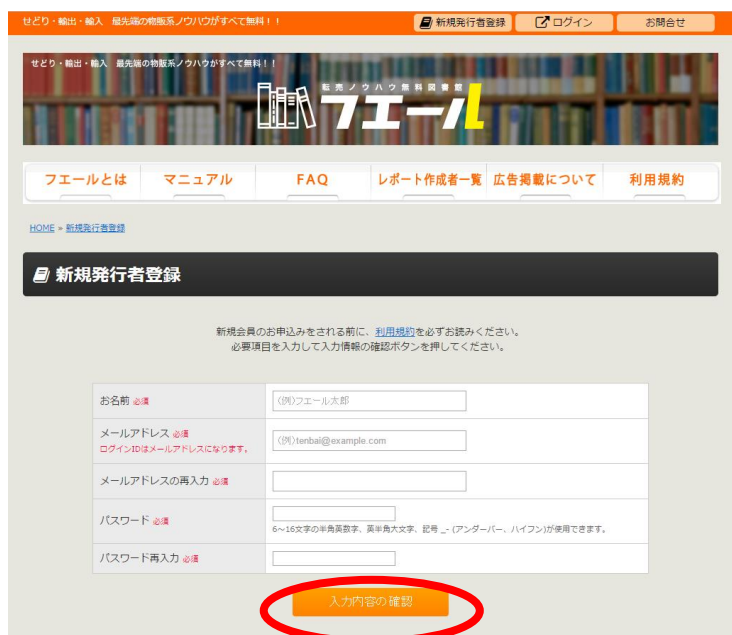 せどり・輸出・輸入　最先端の物販系ノウハウがすべて無料！！
新規発行者登録
ログイン
お問合せ
せどり・輸出・輸入　最先端の物販系ノウハウがすべて無料！！
転売ノウハウ無料図書館
フエール
フエールとは
マニュアル
FAQ
レポート作成者一覧
広告掲載について
利用規約
HOME » 新規発行者登録
新規発行者登録
新規会員のお申込みをされる前に、利用規約を必ずお読みください。
必要項目を入力して入力情報の確認ボタンを押してください。
お名前 必須
(例)フエール太郎
メールアドレス 必須
ログインIDはメールアドレスになります。
(例)tenbai@example.com
メールアドレスの再入力 必須
パスワード 必須
6～16文字の半角英数字、英半角大文字、記号 _- (アンダーバー、ハイフン)が使用できます。
パスワード再入力 必須
入力内容の確認